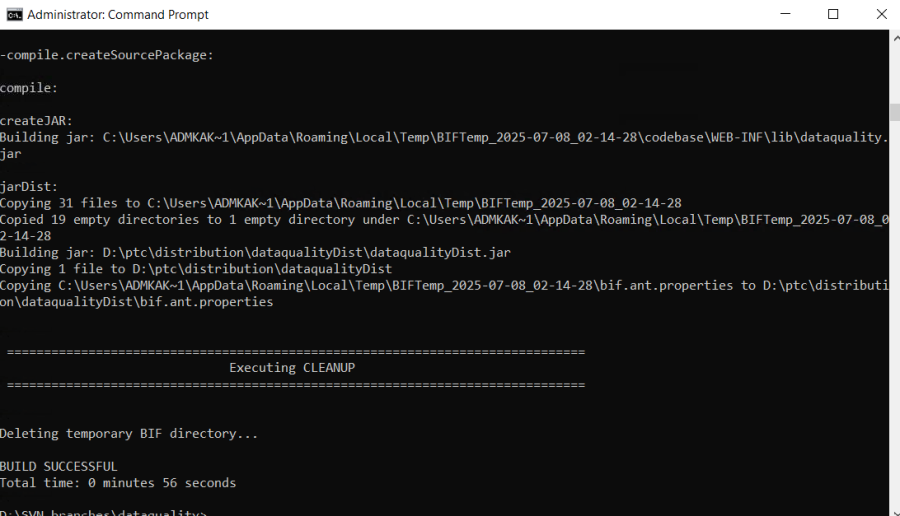 Administrator: Command Prompt
-compile.createSourcePackage:
compile:
createJAR:
Building jar: C:\Users\ADMKAK~1\AppData\Roaming\Local\Temp\BIFTemp_2025-07-08_02-14-28\codebase\WEB-INF\lib\dataquality.
jar
jarDist:
Copying 31 files to C:\Users\ADMKAK~1\AppData\Roaming\Local\Temp\BIFTemp_2025-07-08_02-14-28
Copied 19 empty directories to 1 empty directory under C:\Users\ADMKAK~1\AppData\Roaming\Local\Temp\BIFTemp_2025-07-08_0
2-14-28
Building jar: D:\ptc\distribution\dataqualityDist\dataqualityDist.jar
Copying 1 file to D:\ptc\distribution\dataqualityDist
Copying C:\Users\ADMKAK~1\AppData\Roaming\Local\Temp\BIFTemp_2025-07-08_02-14-28\bif.ant.properties to D:\ptc\distributi
on\dataqualityDist\bif.ant.properties
==============================================================================
Executing CLEANUP
==============================================================================
Deleting temporary BIF directory...
BUILD SUCCESSFUL
Total time: 0 minutes 56 seconds
D:\SVN_branches\dataquality>